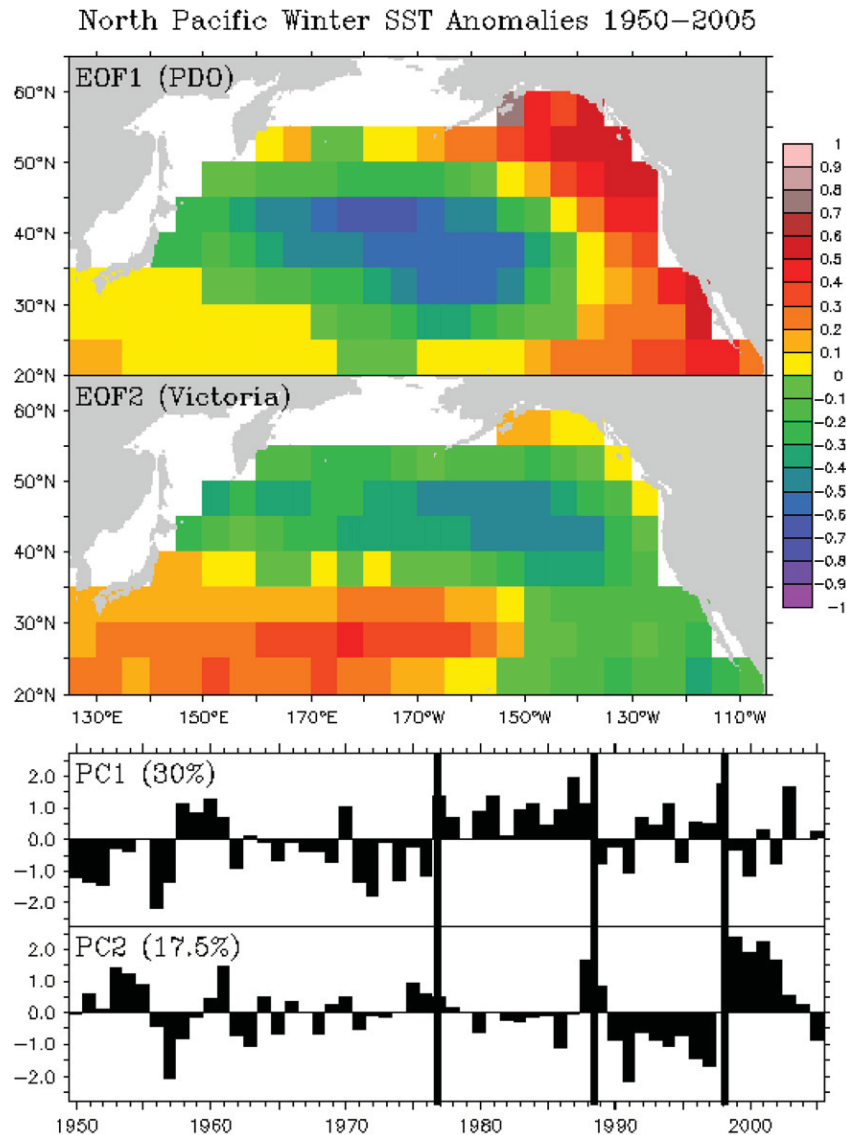 North Pacific Winter SST Anomalies 1950−2005
EOF1 (PDO)
60°N
50°N
40°N
30°N
20°N
EOF2 (Victoria)
60°N
50°N
40°N
30°N
20°N
130°E 150°E 170°E 170°W 150°W 130°W 110°W
1
0.9
0.8
0.7
0.6
0.5
0.4
0.3
0.2
0.1
0
−0.1
−0.2
−0.3
−0.4
−0.5
−0.6
−0.7
−0.8
−0.9
−1
PC1 (30%)
2.0
1.0
0.0
−1.0
−2.0
PC2 (17.5%)
2.0
1.0
0.0
−1.0
−2.0
1950 1960 1970 1980 1990 2000